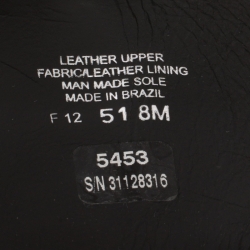 LEATHER UPPER
FABRIC/LEATHER LINING
MAN MADE SOLE
MADE IN BRAZIL
F 12 51 8M
5453
S/N 31128316